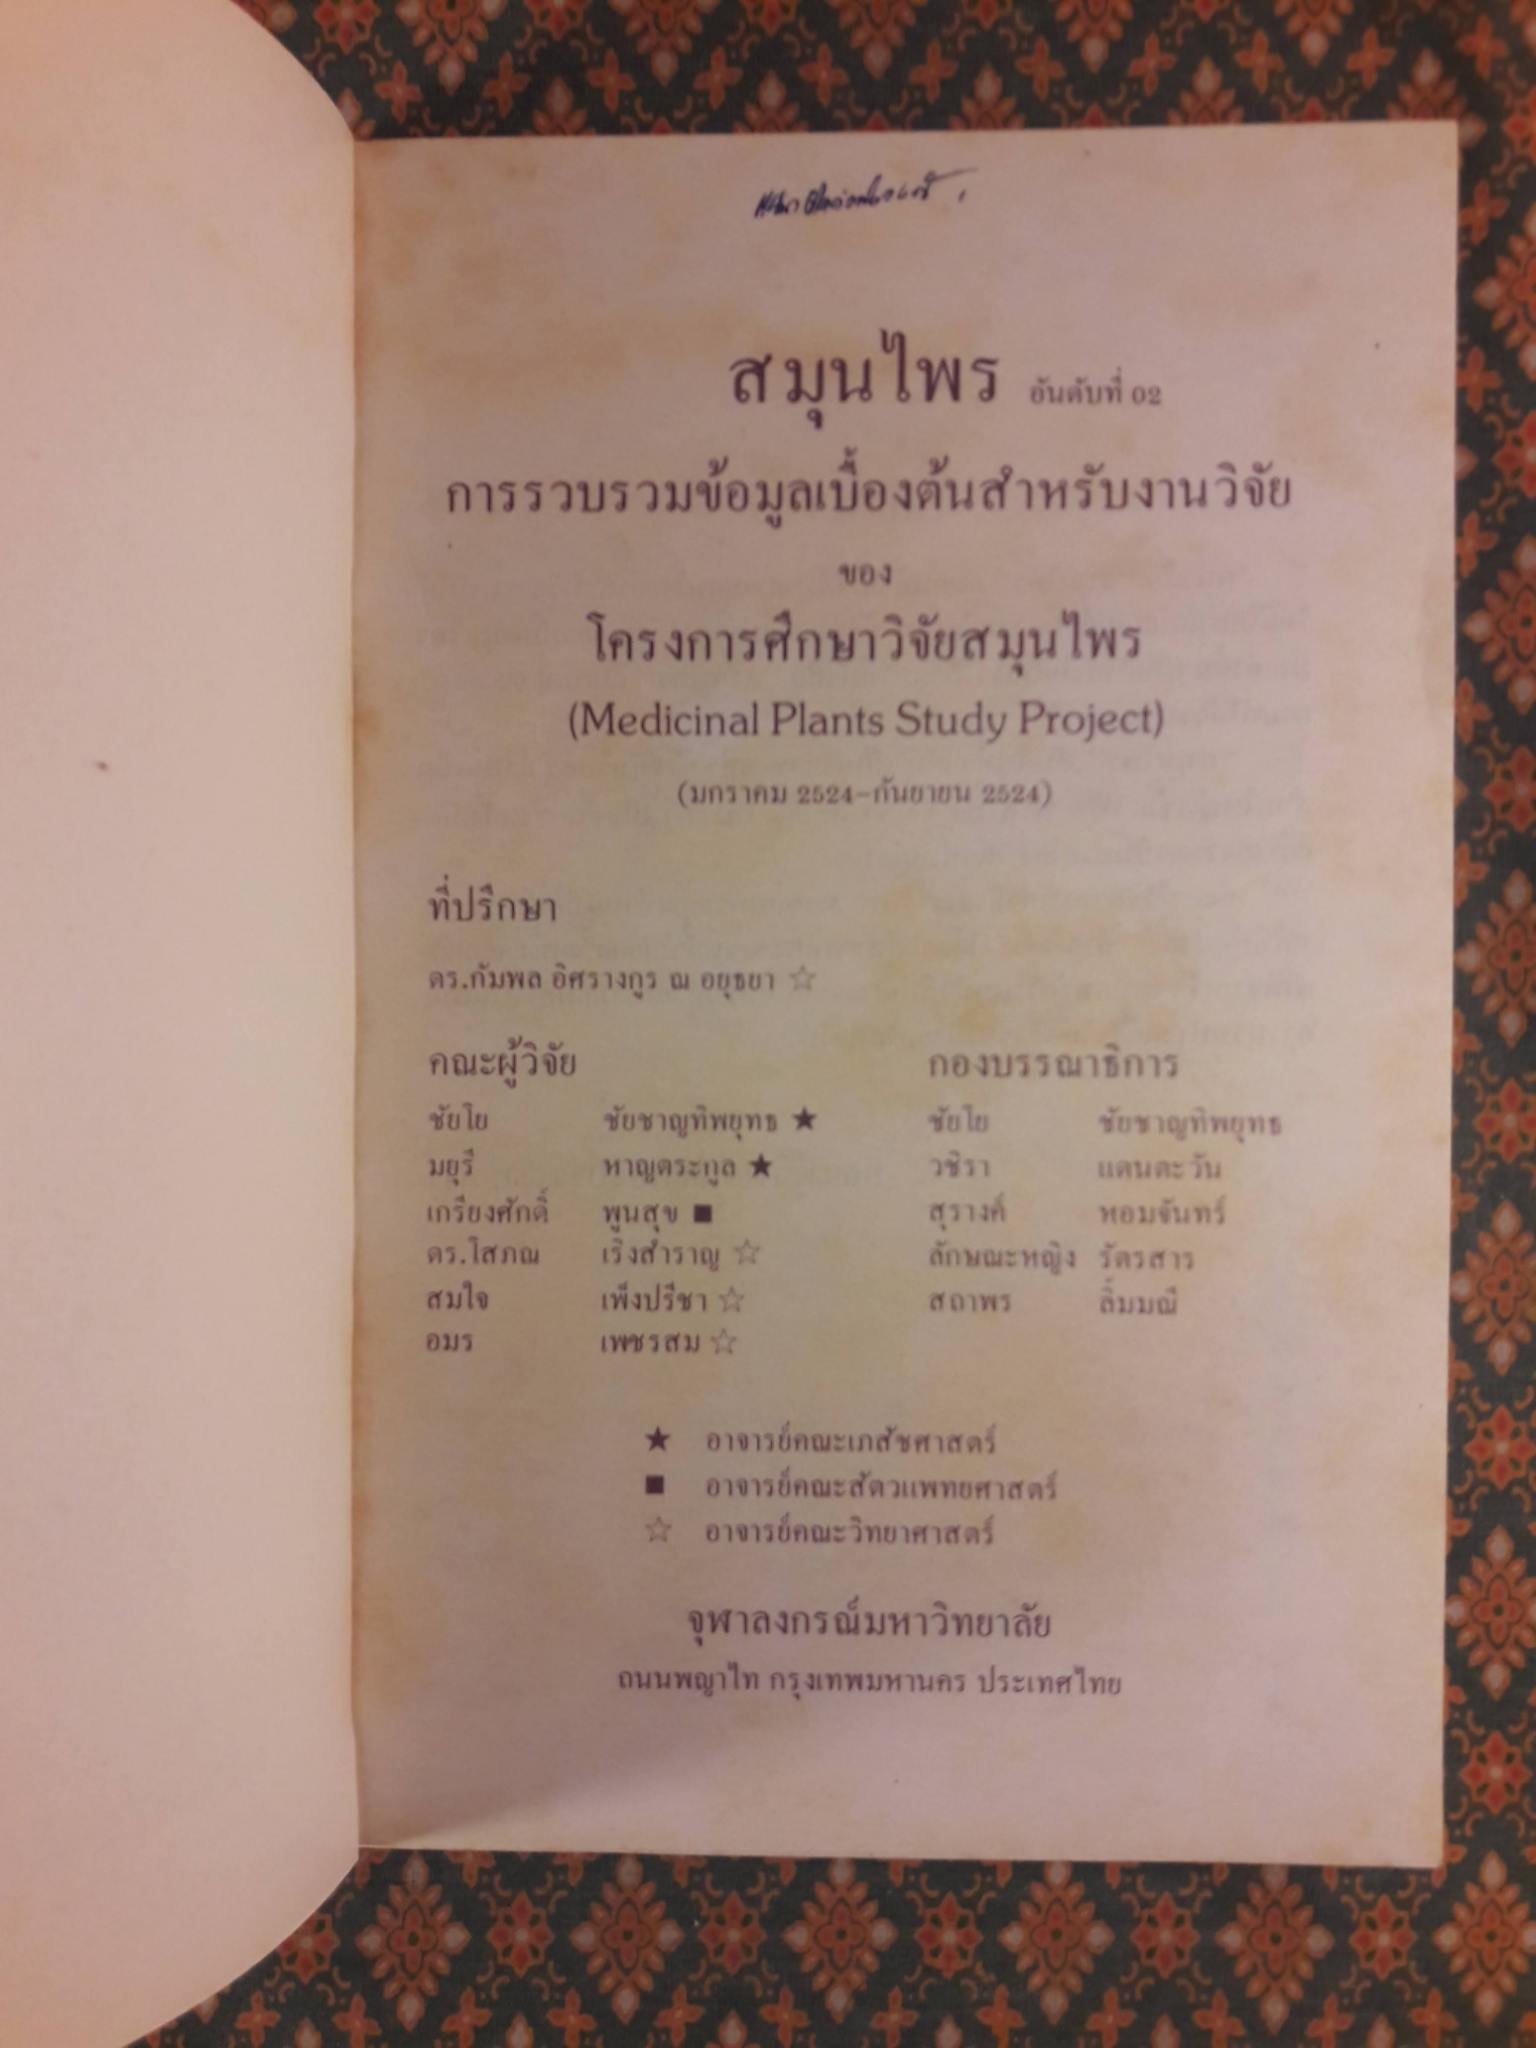 สมุนไพร อันดับที่ 02
การรวบรวมข้อมูลเบื้องต้นสำหรับงานวิจัย
ของ
โครงการศึกษาวิจัยสมุนไพร
(Medicinal Plants Study Project)
(มกราคม 2524-กันยายน 2524)
ที่ปรึกษา
ดร.กัมพล อิศรางกูร ณ อยุธยา ☆
คณะผู้วิจัย
ชัยโย ชัยชาญทิพยุทธ ★
มยุรี หาญตระกูล ★
เกรียงศักดิ์ พูนสุข ■
ดร.โสภณ เริงสำราญ ☆
สมใจ เพ็งปรีชา ☆
อมร เพชรสม ☆
กองบรรณาธิการ
ชัยโย ชัยชาญทิพยุทธ
วชิรา แดนตะวัน
สุรางค์ หอมจันทร์
ลักษณะหญิง รัตรสาร
สถาพร ลิ้มมณี
★ อาจารย์คณะเภสัชศาสตร์
■ อาจารย์คณะสัตวแพทยศาสตร์
☆ อาจารย์คณะวิทยาศาสตร์
จุฬาลงกรณ์มหาวิทยาลัย
ถนนพญาไท กรุงเทพมหานคร ประเทศไทย